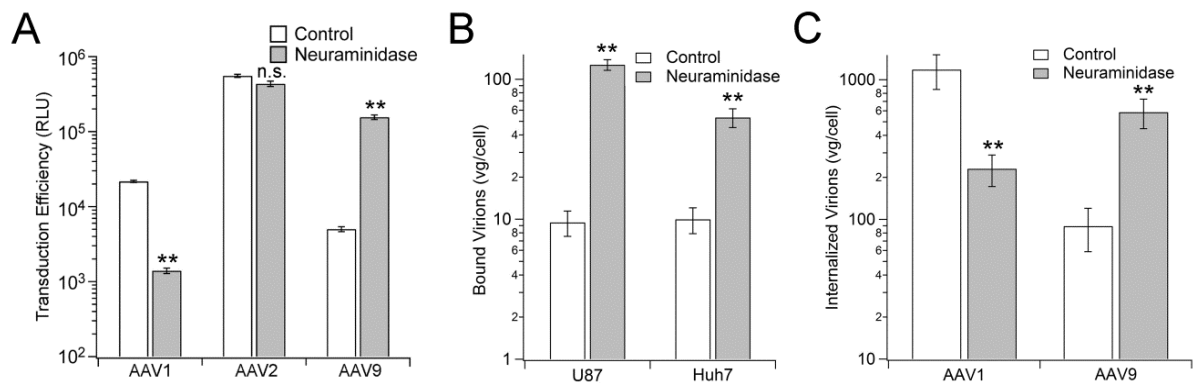 A
Control
Neuraminidase
Transduction Efficiency (RLU)
10^6
10^5
10^4
10^3
10^2
**
n.s.
**
AAV1
AAV2
AAV9
B
Control
Neuraminidase
Bound Virions (vg/cell)
100
8
6
4
2
10
8
6
4
2
1
**
**
U87
Huh7
C
Control
Neuraminidase
Internalized Virions (vg/cell)
1000
8
6
4
2
100
8
6
4
2
10
**
**
AAV1
AAV9